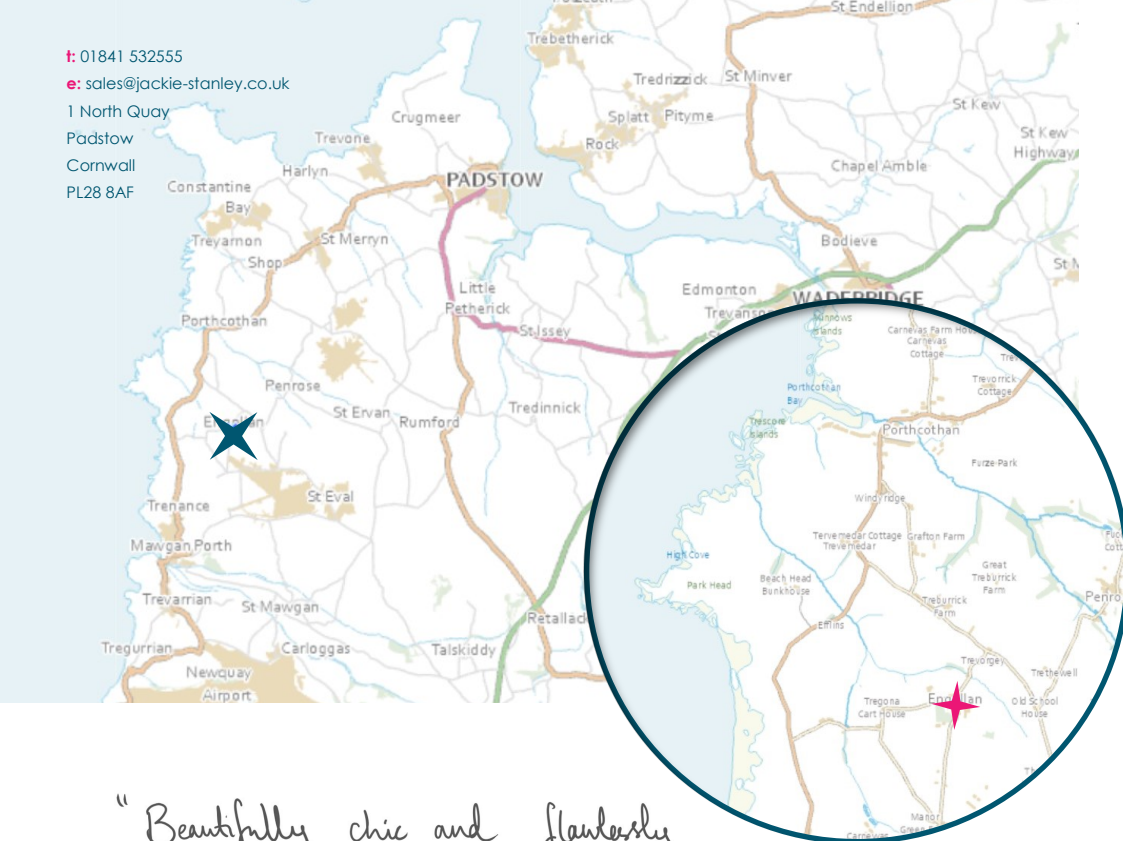 t: 01841 532555
e: sales@jackie-stanley.co.uk
1 North Quay
Padstow
Cornwall
PL28 8AF
St Endellion
Trebetherick
Tredrizzick
St Minver
Splatt
Pityme
Rock
St Kew
St Kew
Highway
Chapel Amble
Crugmeer
Trevone
Harlyn
PADSTOW
Constantine
Bay
Treyarnon
St Merryn
Shop
Bodieve
Little
Petherick
Edmonton
WADEBRIDGE
Porthcothan
St Issey
Penrose
St Ervan
Rumford
Tredinnick
St Eval
Trenance
Mawgan Porth
Trevarrian
St Mawgan
Retallack
Tregurrian
Carloggas
Talskiddy
Newquay
Airport
Carnevas
Cottage
Trevorrick
Cottage
Porthcothan
Bay
Trescore
Islands
Porthcothan
Furze Park
Windyridge
Tervemedar Cottage
Trevemedar
Grafton Farm
High Cove
Park Head
Beach Head
Bunkhouse
Great
Treburrick
Farm
Treburrick
Farm
Efflins
Trevorgey
Trethewell
Tregona
Cart House
Old School
House
Manor
"Beautifully chic and flawlessly